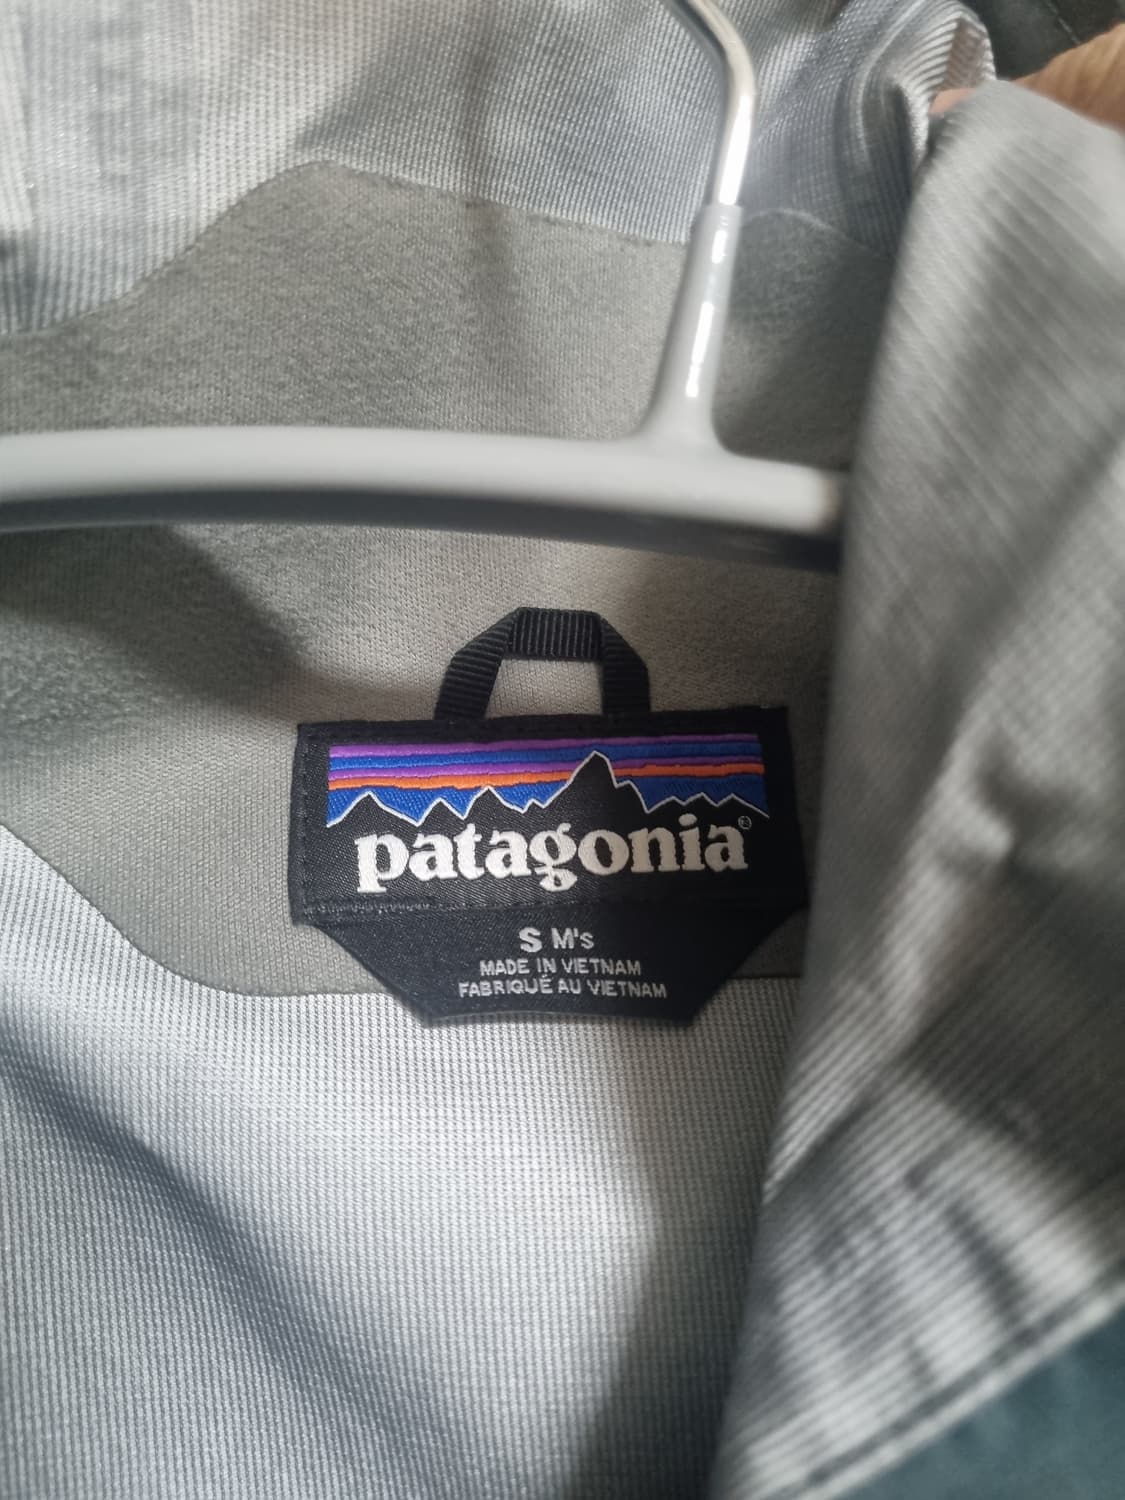 patagonia®
S M's
MADE IN VIETNAM
FABRIQUÉ AU VIETNAM